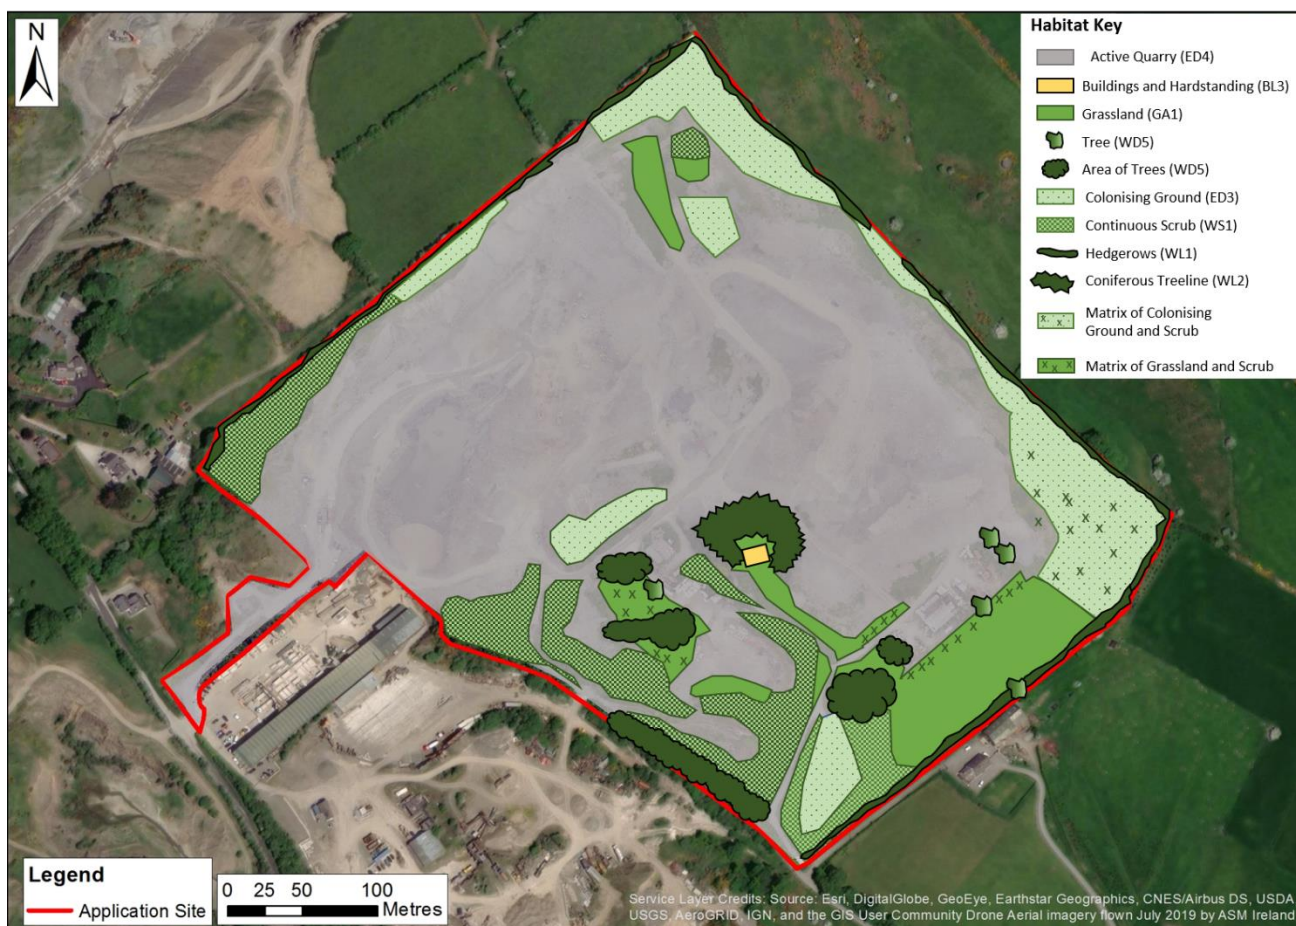 N
Habitat Key
Active Quarry (ED4)
Buildings and Hardstanding (BL3)
Grassland (GA1)
Tree (WD5)
Area of Trees (WD5)
Colonising Ground (ED3)
Continuous Scrub (WS1)
Hedgerows (WL1)
Coniferous Treeline (WL2)
Matrix of Colonising
Ground and Scrub
Matrix of Grassland and Scrub
Legend
Application Site
0 25 50 100
Metres
Service Layer Credits: Source: Esri, DigitalGlobe, GeoEye, Earthstar Geographics, CNES/Airbus DS, USDA,
USGS, AeroGRID, IGN, and the GIS User Community Drone Aerial imagery flown July 2019 by ASM Ireland